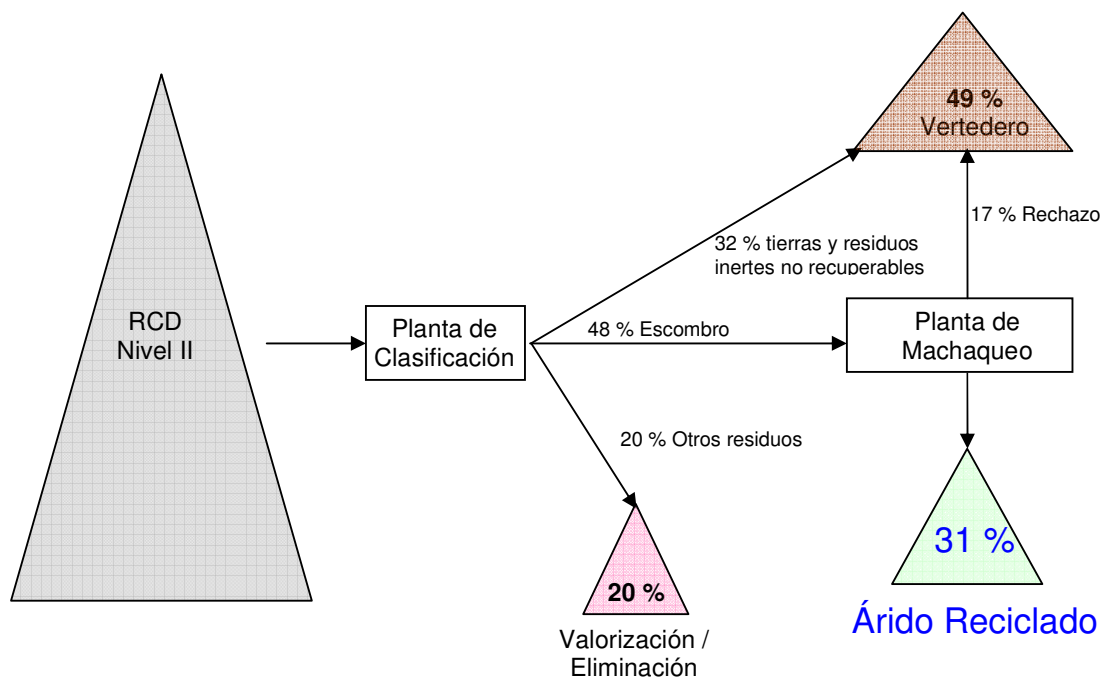 49 %
Vertedero
17 % Rechazo
32 % tierras y residuos
inertes no recuperables
RCD
Nivel II
Planta de
Clasificación
48 % Escombro
Planta de
Machaqueo
20 % Otros residuos
31 %
20 %
Árido Reciclado
Valorización /
Eliminación